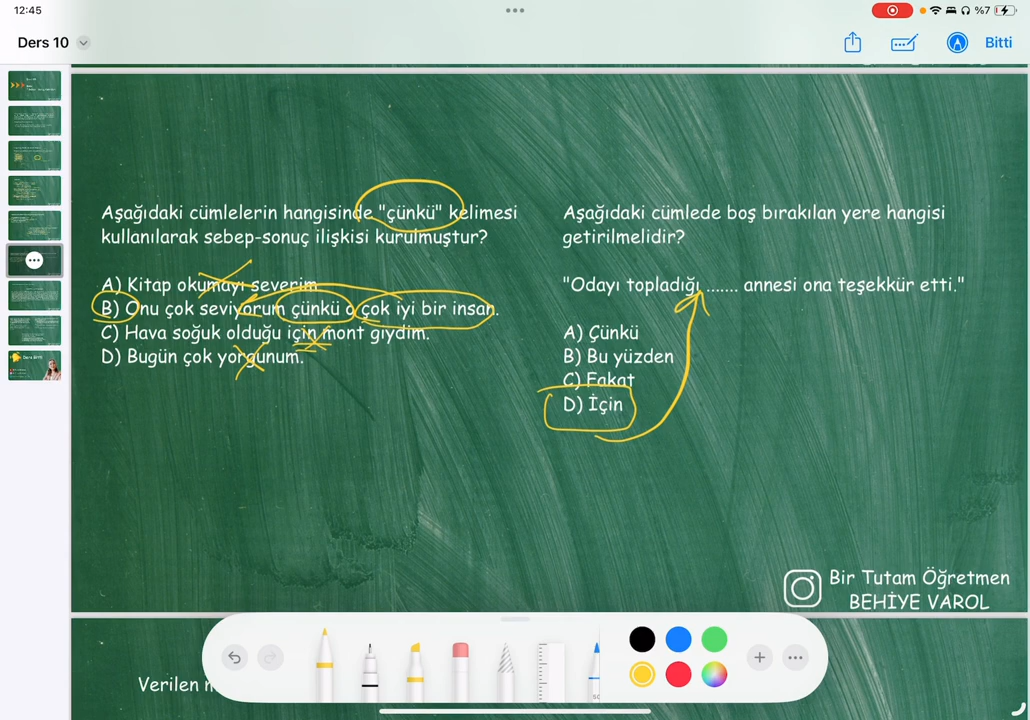 12:45
%7
Ders 10
Bitti
Aşağıdaki cümlelerin hangisinde "çünkü" kelimesi
kullanılarak sebep-sonuç ilişkisi kurulmuştur?
A) Kitap okumayı severim
B) Onu çok seviyorum çünkü o çok iyi bir insan.
C) Hava soğuk olduğu için mont giydim.
D) Bugün çok yorgunum.
Aşağıdaki cümlede boş bırakılan yere hangisi
getirilmelidir?
"Odayı topladığı ....... annesi ona teşekkür etti."
A) Çünkü
B) Bu yüzden
C) Fakat
D) İçin
Bir Tutam Öğretmen
BEHİYE VAROL
Verilen